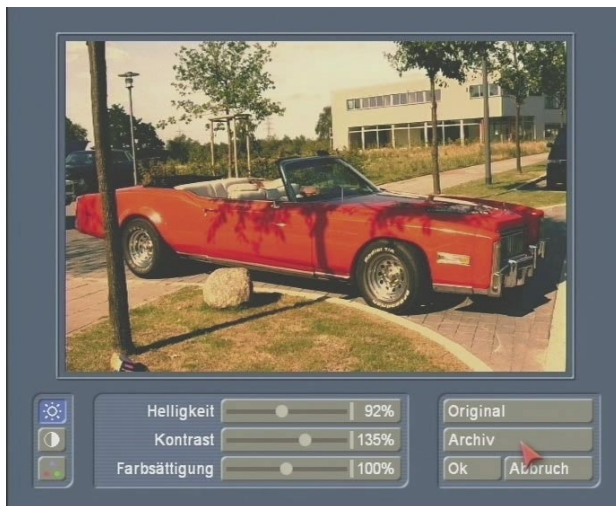 Helligkeit 92%
Kontrast 135%
Farbsättigung 100%
Original
Archiv
Ok Abbruch